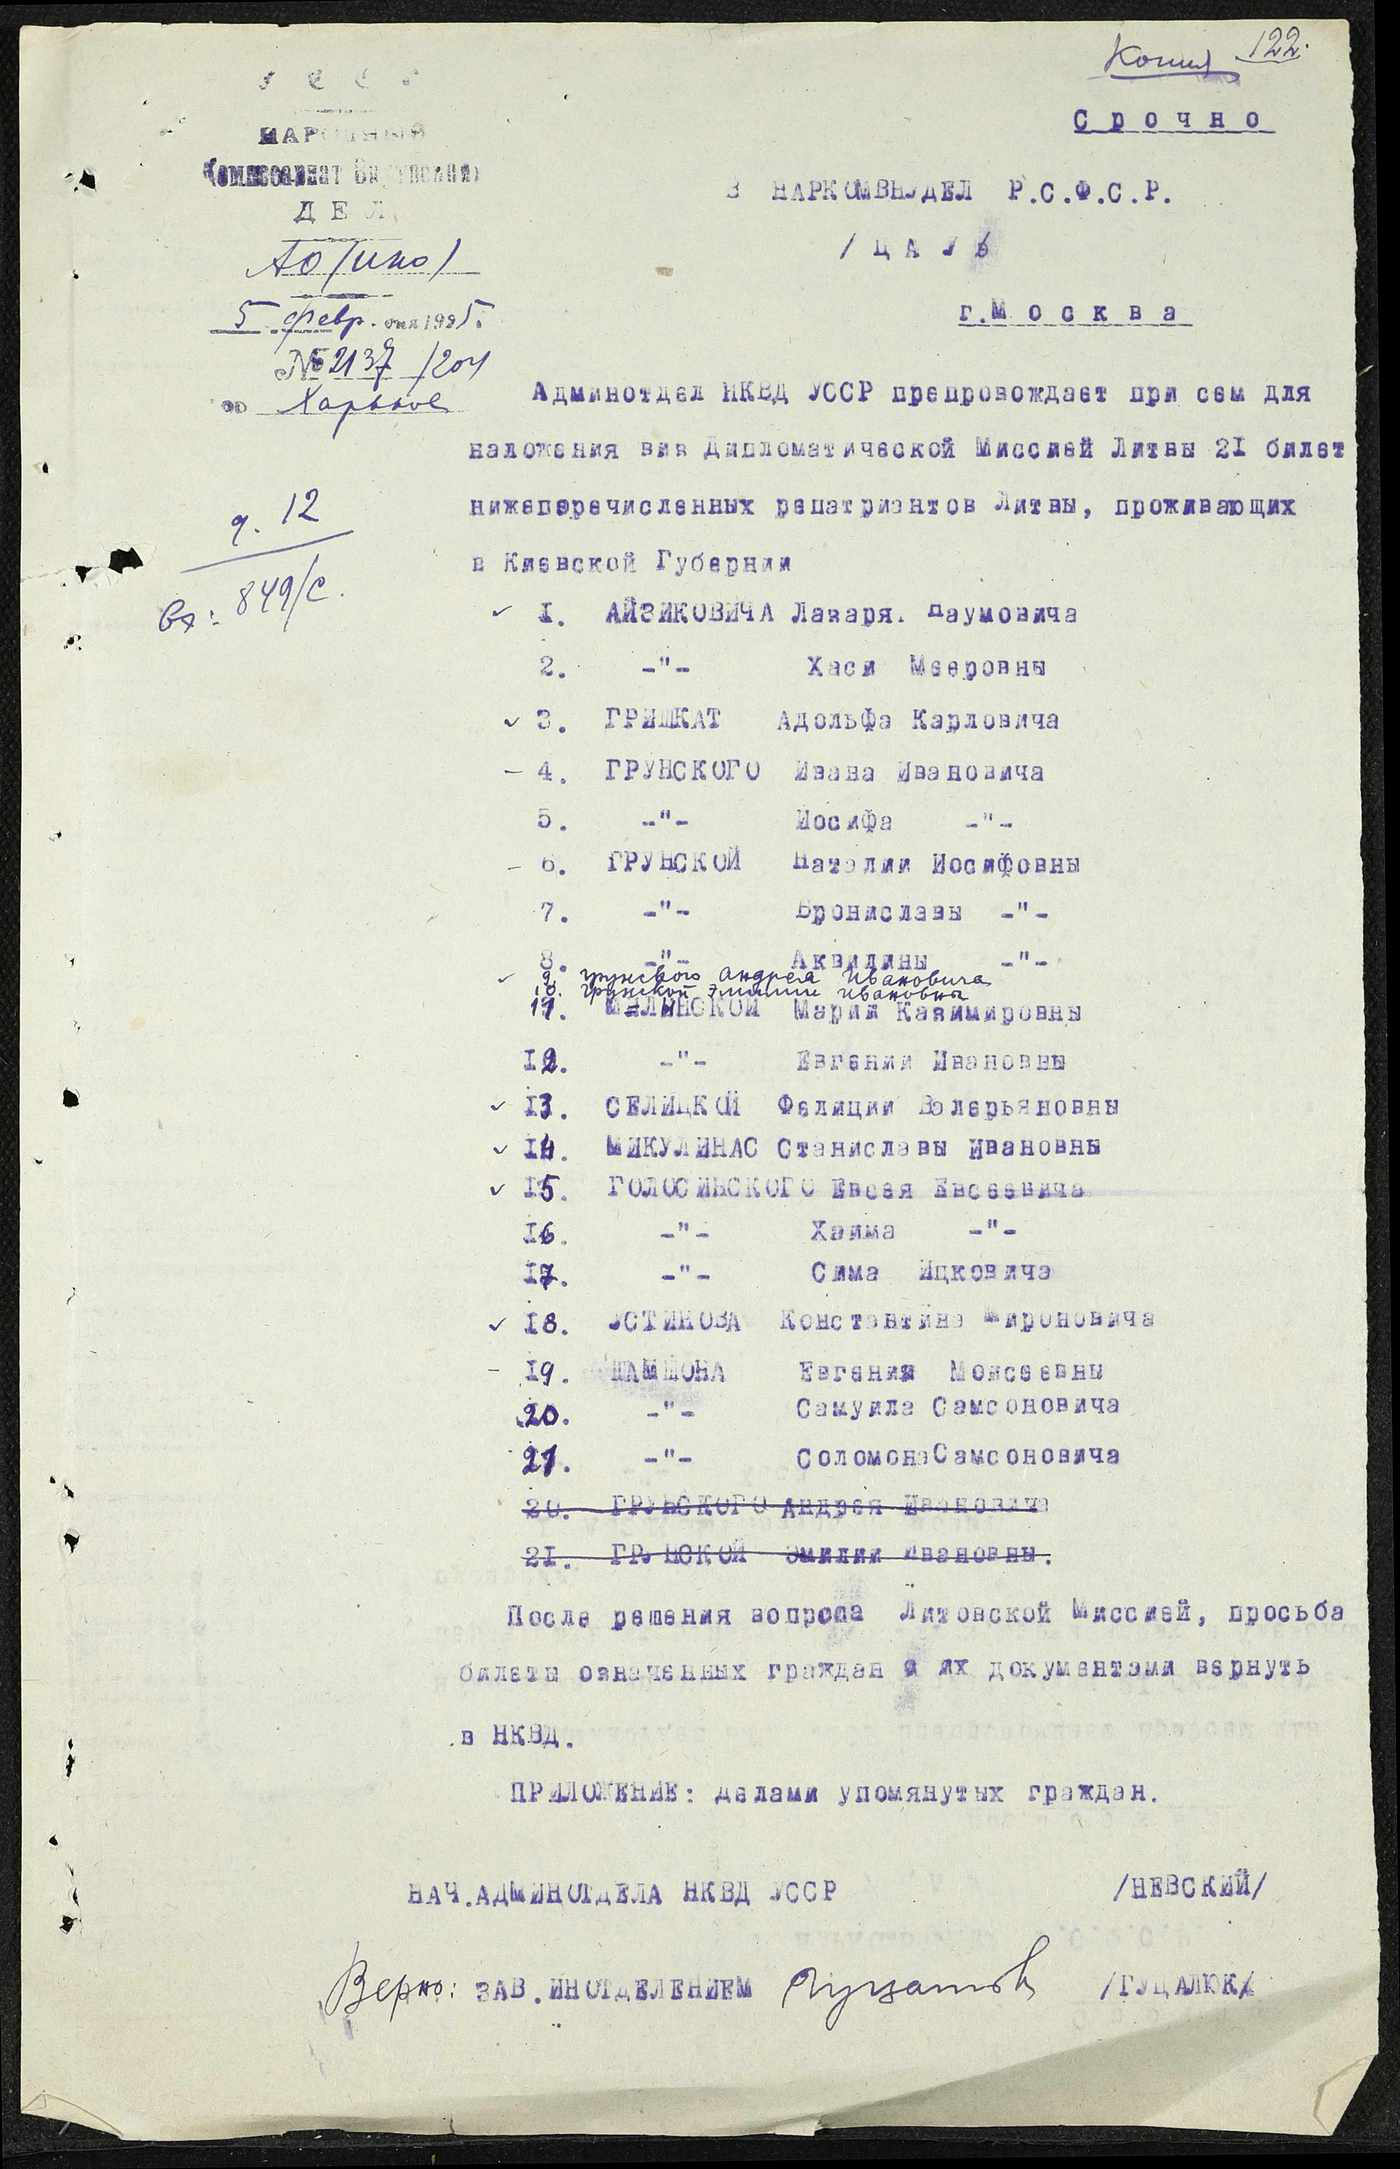 Копия 122.
Срочно
УССР
НАРОДНЫЙ
Комиссариат Внутренних
ДЕЛ
АО (ино)
5 февр. дня 1925.
№ 2137/204
Харьков
В НАРКОМВНУДЕЛ Р.С.Ф.С.Р.
/ Ц А У /
г.Москва
д. 12
Вх: 849/с.
Админотдел НКВД УССР препровождает при сем для
наложения виз Дипломатической Миссией Литвы 21 билет
нижеперечисленных репатриантов Литвы, проживающих
в Киевской Губернии
1. АЙЗИКОВИЧА Лазаря. Наумовича
2. -"- Хаси Мееровны
3. ГРИШКАТ Адольфа Карловича
4. ГРУНСКОГО Ивана Ивановича
5. -"- Иосифа -"-
6. ГРУНСКОЙ Наталии Иосифовны
7. -"- Брониславы -"-
8. -"- Аквилины -"-
9. Грунского Андрея Ивановича
10. Грунской Эмилии Ивановны
11. Марии Казимировны
12. -"- Евгении Ивановны
13. СЕЛИЦКОЙ Фелиции Валерьяновны
14. МИКУЛИНАС Станиславы Ивановны
15. ГОЛОСИНСКОГО Евсея Евсеевича
16. -"- Хаима -"-
17. -"- Сима Ицковича
18. УСТИНОВА Константина Мироновича
19. ШАМШОНА Евгения Моисеевны
20. -"- Самуила Самсоновича
21. -"- Соломона Самсоновича
20. ГРУНСКОГО Андрея Ивановича
21. ГРУНСКОЙ Эмилии Ивановны.
После решения вопроса Литовской Миссией, просьба
билеты означенных граждан с их документами вернуть
в НКВД.
ПРИЛОЖЕНИЕ: делами упомянутых граждан.
НАЧ.АДМИНОТДЕЛА НКВД УССР /НЕВСКИЙ/
Верно: ЗАВ.ИНОТДЕЛЕНИЕМ /ГУЦАЛЮК/